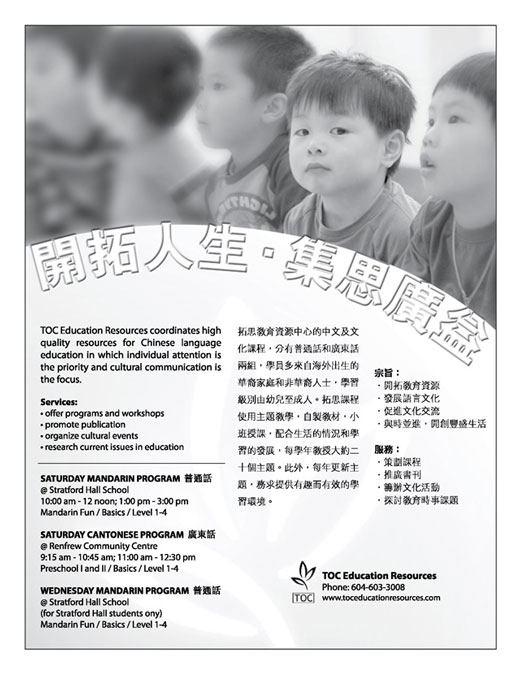 開拓人生·集思廣益
TOC Education Resources coordinates high
quality resources for Chinese language
education in which individual attention is
the priority and cultural communication is
the focus.
Services:
• offer programs and workshops
• promote publication
• organize cultural events
• research current issues in education
SATURDAY MANDARIN PROGRAM 普通話
@ Stratford Hall School
10:00 am - 12 noon; 1:00 pm - 3:00 pm
Mandarin Fun / Basics / Level 1-4
SATURDAY CANTONESE PROGRAM 廣東話
@ Renfrew Community Centre
9:15 am - 10:45 am; 11:00 am - 12:30 pm
Preschool I and II / Basics / Level 1-4
WEDNESDAY MANDARIN PROGRAM 普通話
@ Stratford Hall School
(for Stratford Hall students ony)
Mandarin Fun / Basics / Level 1-4
拓思教育資源中心的中文及文
化課程，分有普通話和廣東話
兩組，學員多來自海外出生的
華裔家庭和非華裔人士，學習
級別由幼兒至成人。拓思課程
使用主題教學，自製教材，小
班授課，配合生活的情況和學
習的發展，每學年教授大約二
十個主題。此外，每年更新主
題，務求提供有趣而有效的學
習環境。
宗旨：
·開拓教育資源
·發展語言文化
·促進文化交流
·與時並進，開創豐盛生活
服務：
·策劃課程
·推廣書刊
·籌辦文化活動
·探討教育時事課題
TOC
TOC Education Resources
Phone: 604-603-3008
www.toceducationresources.com